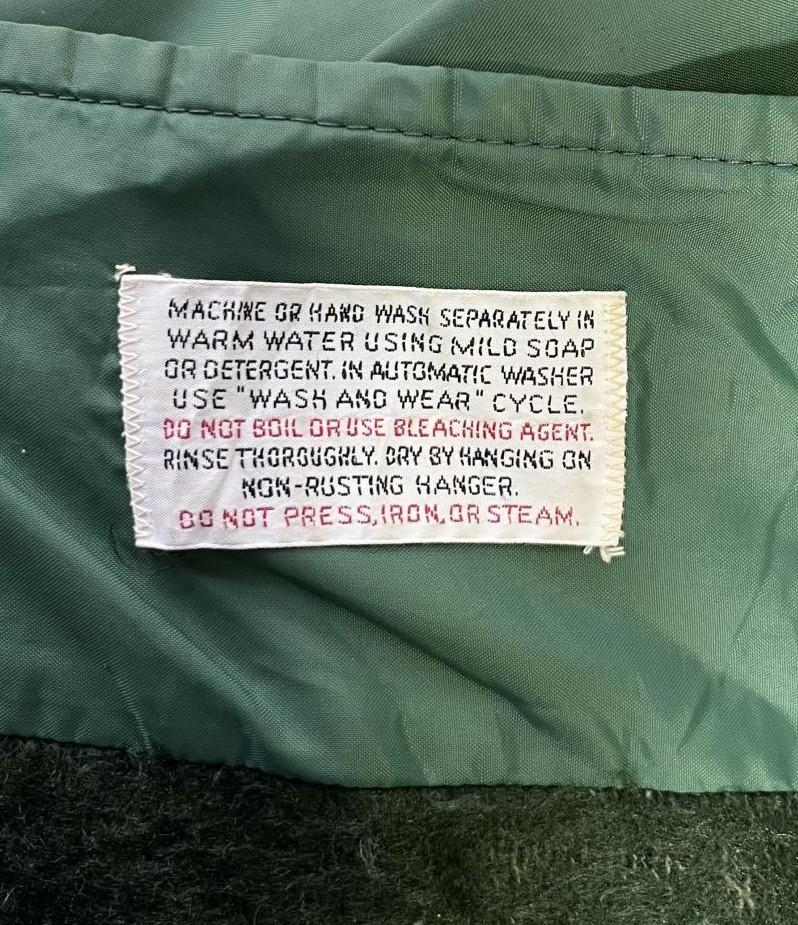 MACHINE OR HAND WASH SEPARATELY IN
WARM WATER USING MILD SOAP
OR DETERGENT. IN AUTOMATIC WASHER
USE "WASH AND WEAR" CYCLE.
DO NOT BOIL OR USE BLEACHING AGENT.
RINSE THOROUGHLY. DRY BY HANGING ON
NON-RUSTING HANGER.
DO NOT PRESS, IRON, OR STEAM.